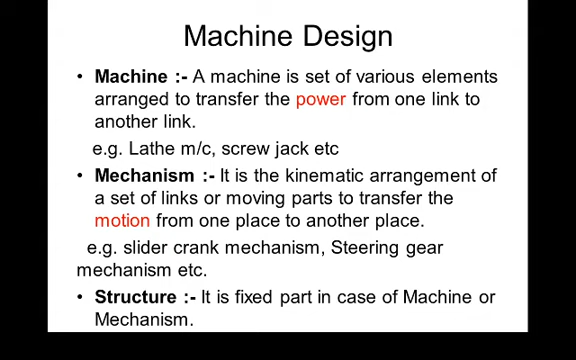 Machine Design
• Machine :- A machine is set of various elements
arranged to transfer the power from one link to
another link.
e.g. Lathe m/c, screw jack etc
• Mechanism :- It is the kinematic arrangement of
a set of links or moving parts to transfer the
motion from one place to another place.
e.g. slider crank mechanism, Steering gear
mechanism etc.
• Structure :- It is fixed part in case of Machine or
Mechanism.